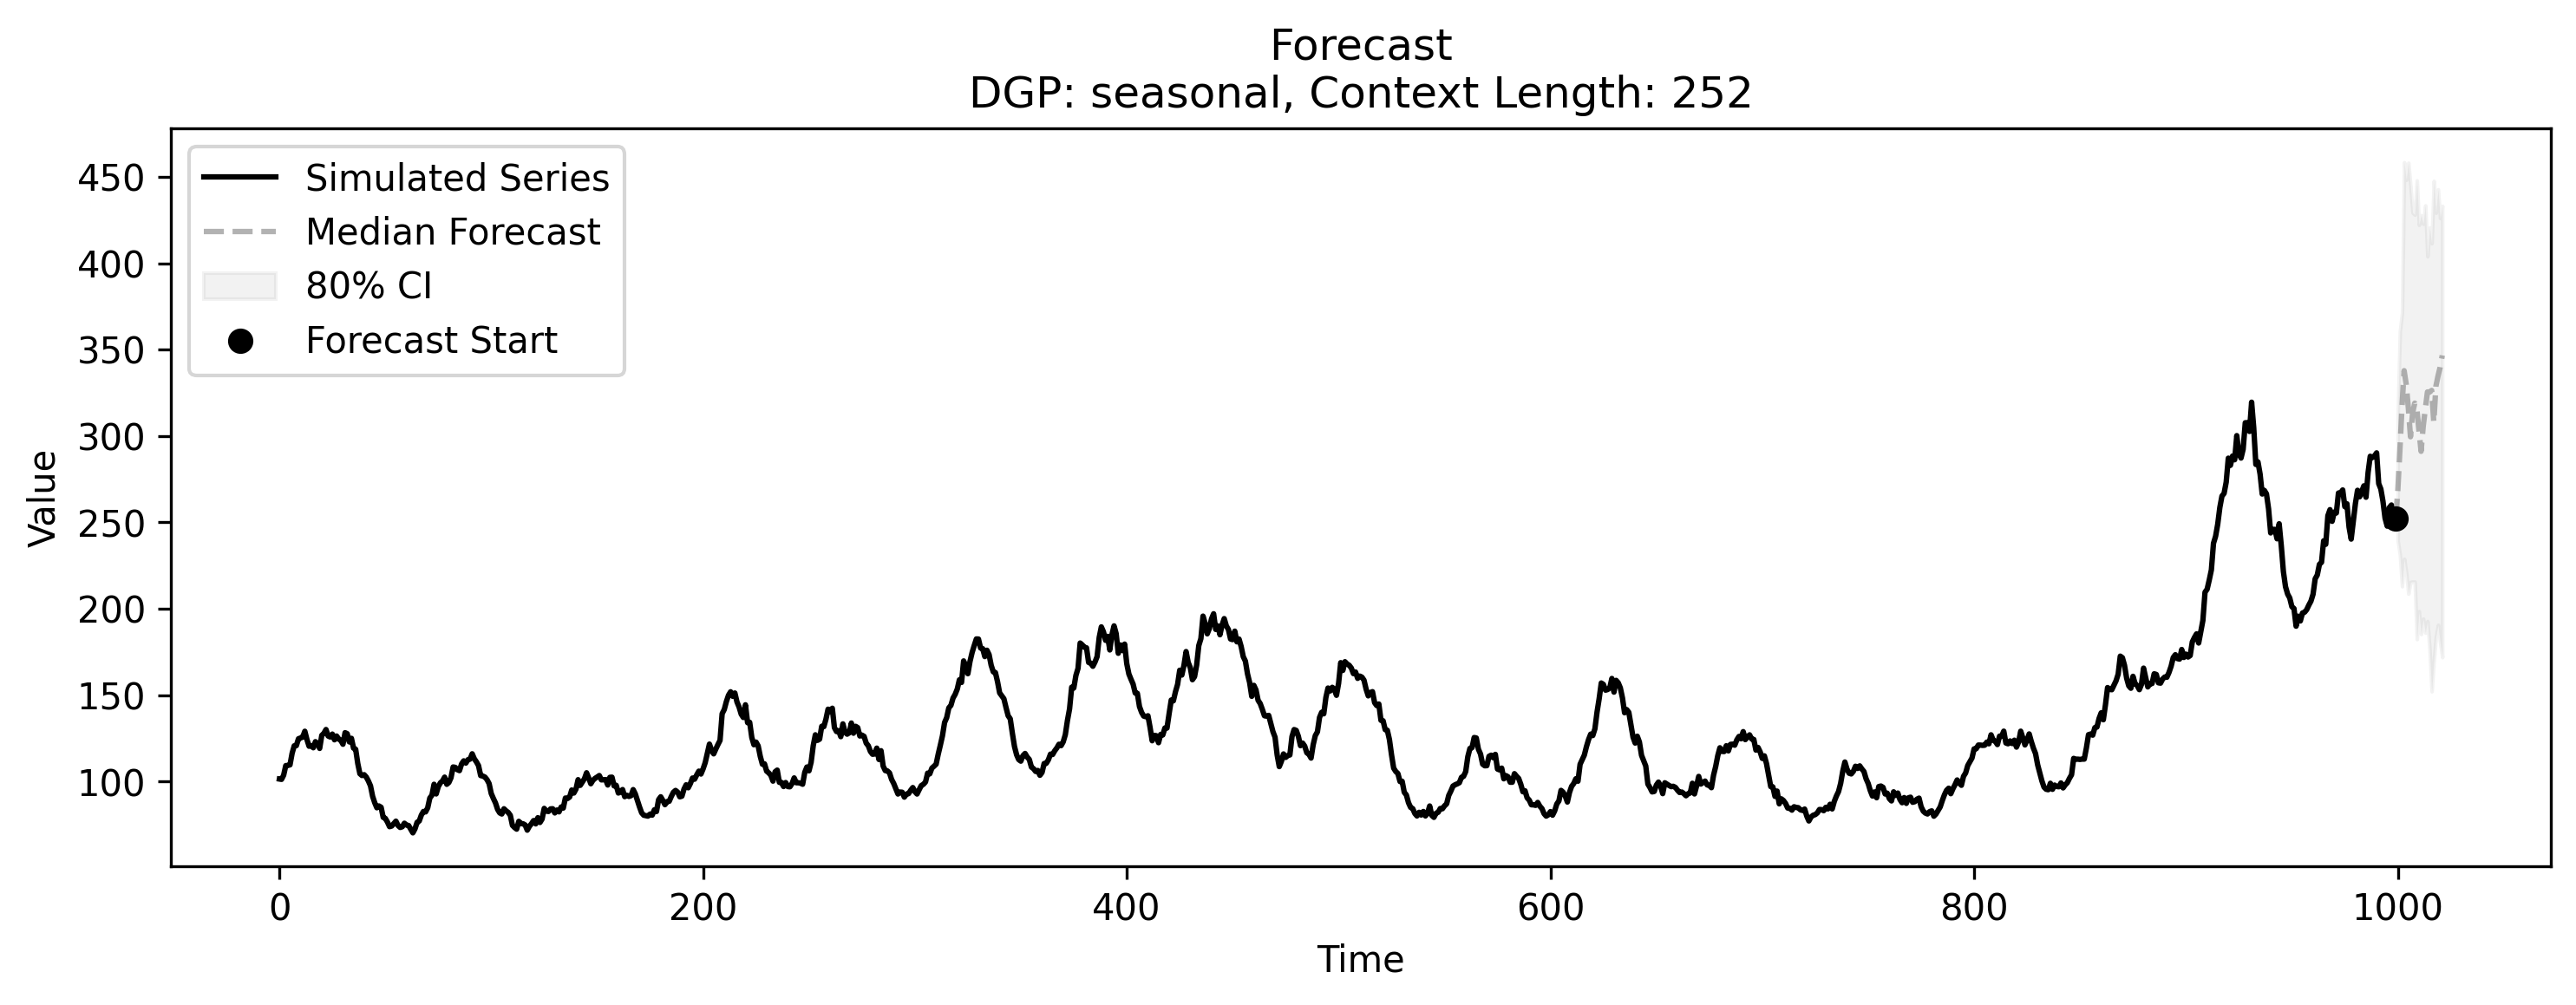 Forecast
DGP: seasonal, Context Length: 252
Simulated Series
Median Forecast
80% CI
Forecast Start
450
400
350
300
250
200
150
100
Value
0
200
400
600
800
1000
Time